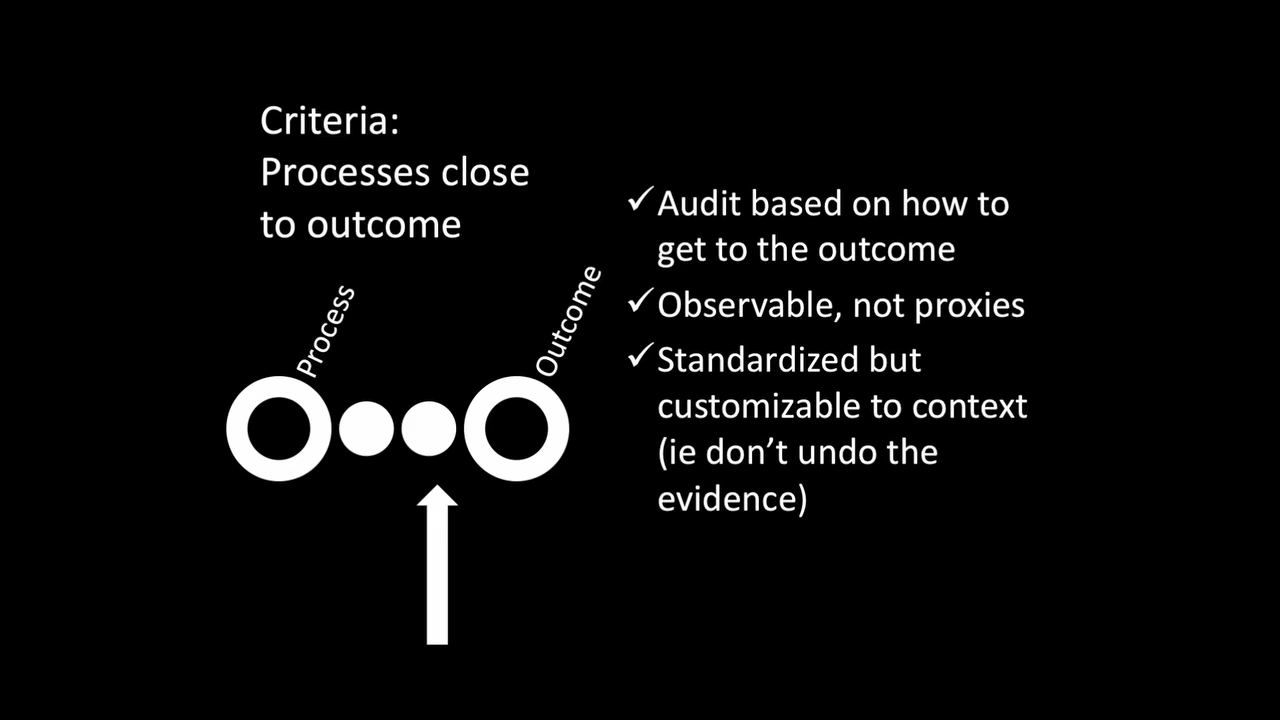 Criteria:
Processes close
to outcome
Process
Outcome
✓Audit based on how to
get to the outcome
✓Observable, not proxies
✓Standardized but
customizable to context
(ie don’t undo the
evidence)